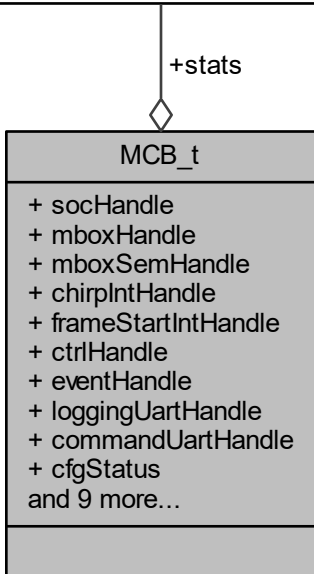 +stats
MCB_t
+ socHandle
+ mboxHandle
+ mboxSemHandle
+ chirpIntHandle
+ frameStartIntHandle
+ ctrlHandle
+ eventHandle
+ loggingUartHandle
+ commandUartHandle
+ cfgStatus
and 9 more...